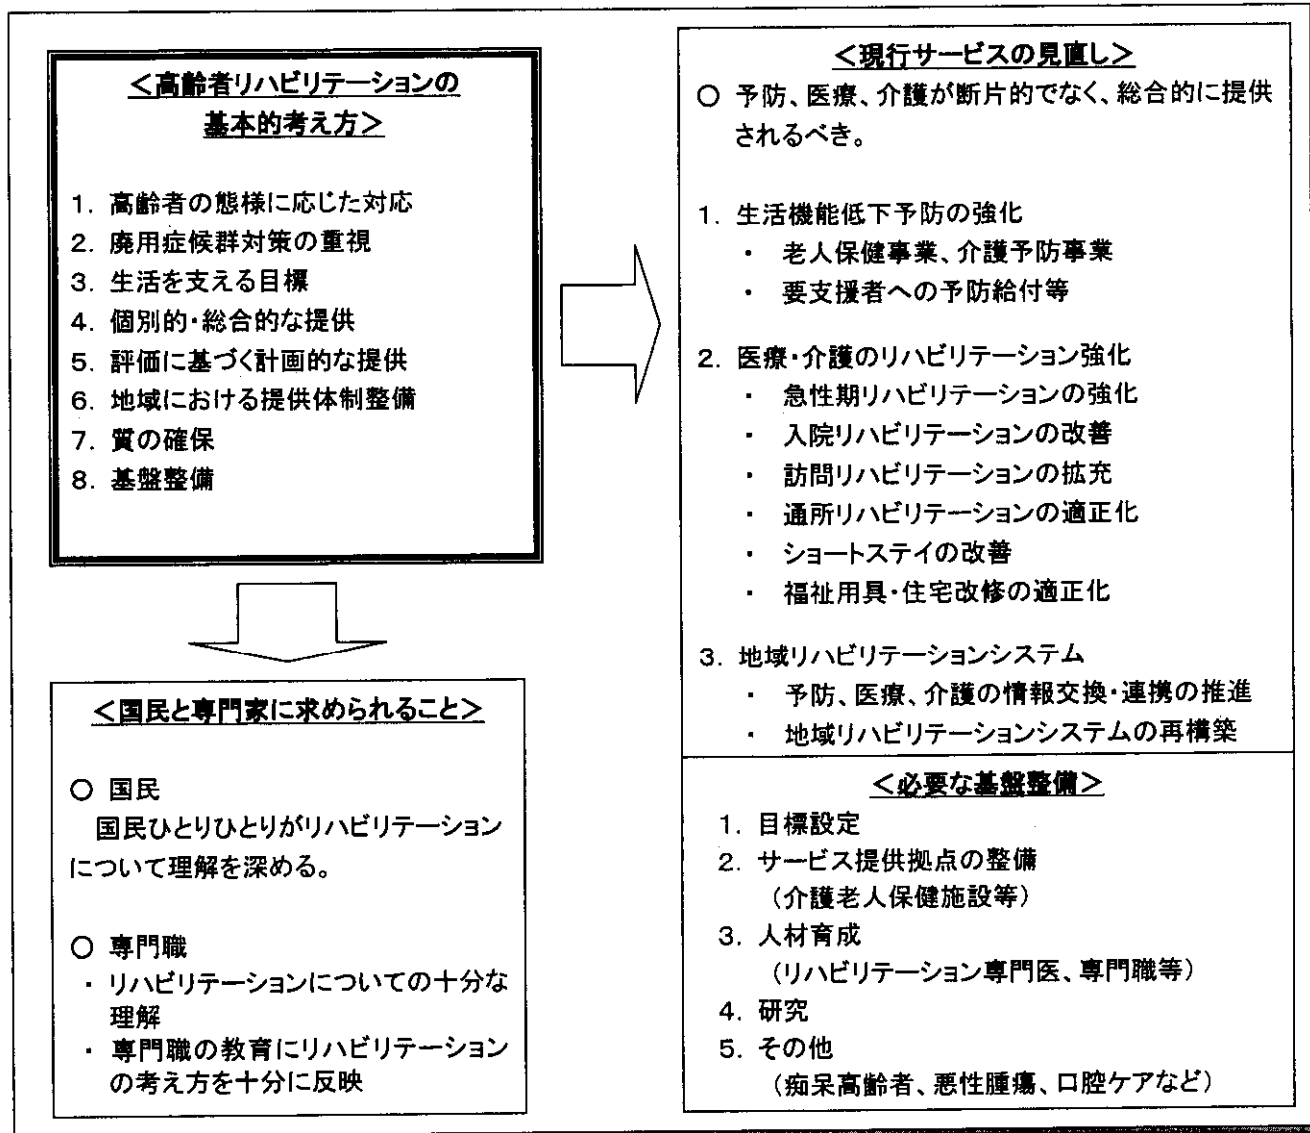 ＜高齢者リハビリテーションの
基本的考え方＞
1. 高齢者の態様に応じた対応
2. 廃用症候群対策の重視
3. 生活を支える目標
4. 個別的・総合的な提供
5. 評価に基づく計画的な提供
6. 地域における提供体制整備
7. 質の確保
8. 基盤整備
＜国民と専門家に求められること＞
○ 国民
国民ひとりひとりがリハビリテーション
について理解を深める。
○ 専門職
・ リハビリテーションについての十分な
理解
・ 専門職の教育にリハビリテーション
の考え方を十分に反映
＜現行サービスの見直し＞
○ 予防、医療、介護が断片的でなく、総合的に提供
されるべき。
1. 生活機能低下予防の強化
・ 老人保健事業、介護予防事業
・ 要支援者への予防給付等
2. 医療・介護のリハビリテーション強化
・ 急性期リハビリテーションの強化
・ 入院リハビリテーションの改善
・ 訪問リハビリテーションの拡充
・ 通所リハビリテーションの適正化
・ ショートステイの改善
・ 福祉用具・住宅改修の適正化
3. 地域リハビリテーションシステム
・ 予防、医療、介護の情報交換・連携の推進
・ 地域リハビリテーションシステムの再構築
＜必要な基盤整備＞
1. 目標設定
2. サービス提供拠点の整備
（介護老人保健施設等）
3. 人材育成
（リハビリテーション専門医、専門職等）
4. 研究
5. その他
（痴呆高齢者、悪性腫瘍、口腔ケアなど）